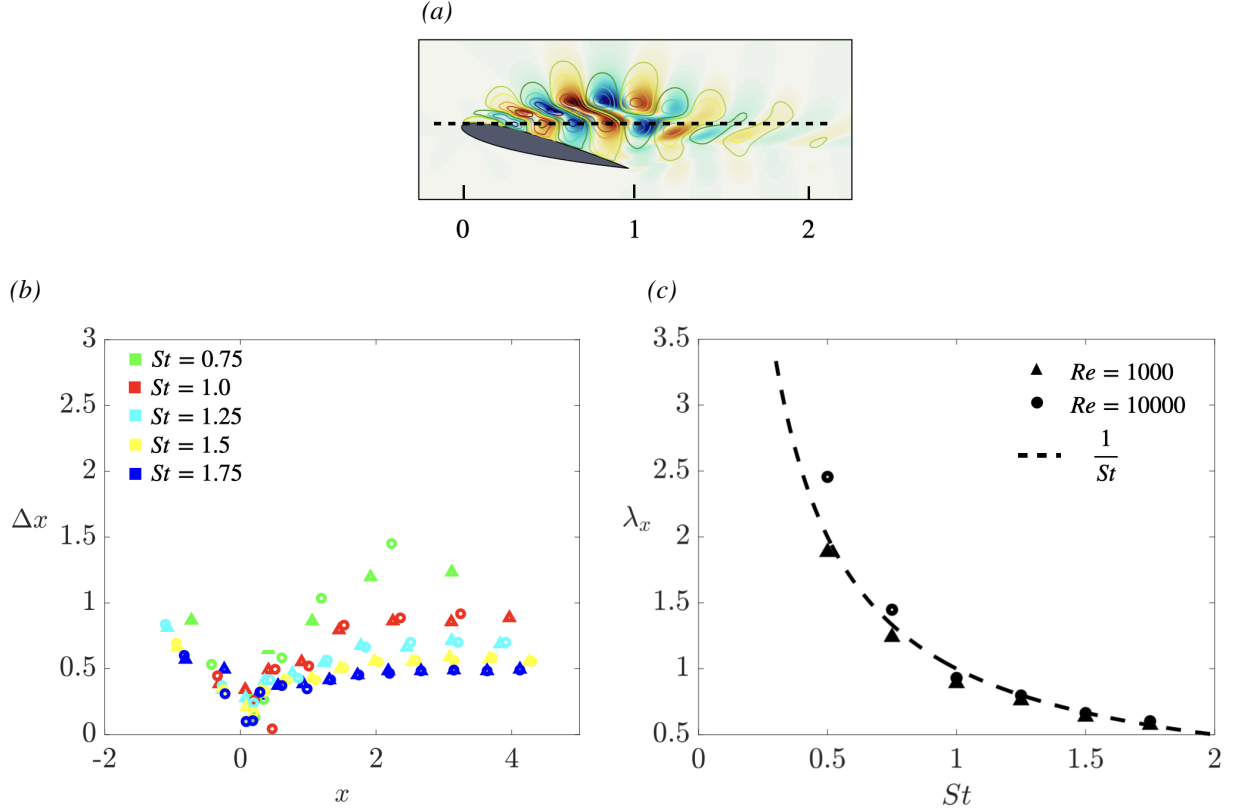 (a)
0 1 2
(b)
3
2.5
2
1.5
1
0.5
0
Δx
-2 0 2 4
x
St = 0.75
St = 1.0
St = 1.25
St = 1.5
St = 1.75
(c)
3.5
3
2.5
2
1.5
1
0.5
λx
0 0.5 1 1.5 2
St
Re = 1000
Re = 10000
1
St